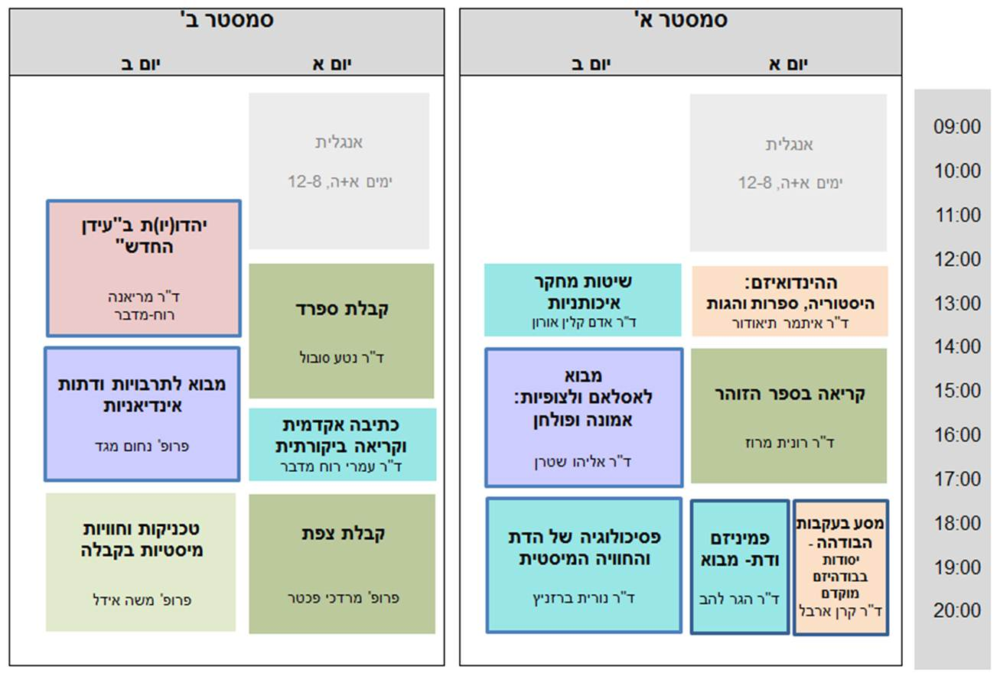 סמסטר א'
יום א
יום ב
אנגלית
ימים א+ה, 12-8
ההינדואיזם:
היסטוריה, ספרות והגות
ד"ר איתמר תיאודור
שיטות מחקר
איכותניות
ד"ר אדם קלין אורון
קריאה בספר הזוהר
ד"ר רונית מרוז
מבוא
לאסלאם ולצופיות:
אמונה ופולחן
ד"ר אליהו שטרן
מסע בעקבות
הבודהה -
יסודות
בבודהיזם
מוקדם
ד"ר קרן ארבל
פמיניזם
ודת- מבוא
ד"ר הגר להב
פסיכולוגיה של הדת
והחוויה המיסטית
ד"ר נורית ברזניץ
סמסטר ב'
יום א
יום ב
אנגלית
ימים א+ה, 12-8
יהדו(יו)ת ב"עידן
החדש"
ד"ר מריאנה
רוח-מדבר
קבלת ספרד
ד"ר נטע סובול
מבוא לתרבויות ודתות
אינדיאניות
פרופ' נחום מגד
כתיבה אקדמית
וקריאה ביקורתית
ד"ר עמרי רוח מדבר
קבלת צפת
פרופ' מרדכי פכטר
טכניקות וחוויות
מיסטיות בקבלה
פרופ' משה אידל
09:00
10:00
11:00
12:00
13:00
14:00
15:00
16:00
17:00
18:00
19:00
20:00